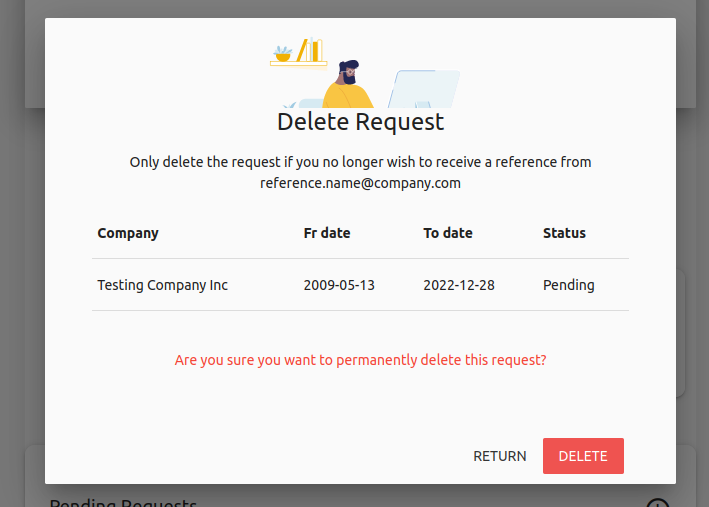 Delete Request
Only delete the request if you no longer wish to receive a reference from
reference.name@company.com
Company Fr date To date Status
Testing Company Inc 2009-05-13 2022-12-28 Pending
Are you sure you want to permanently delete this request?
RETURN DELETE
Pending Requests